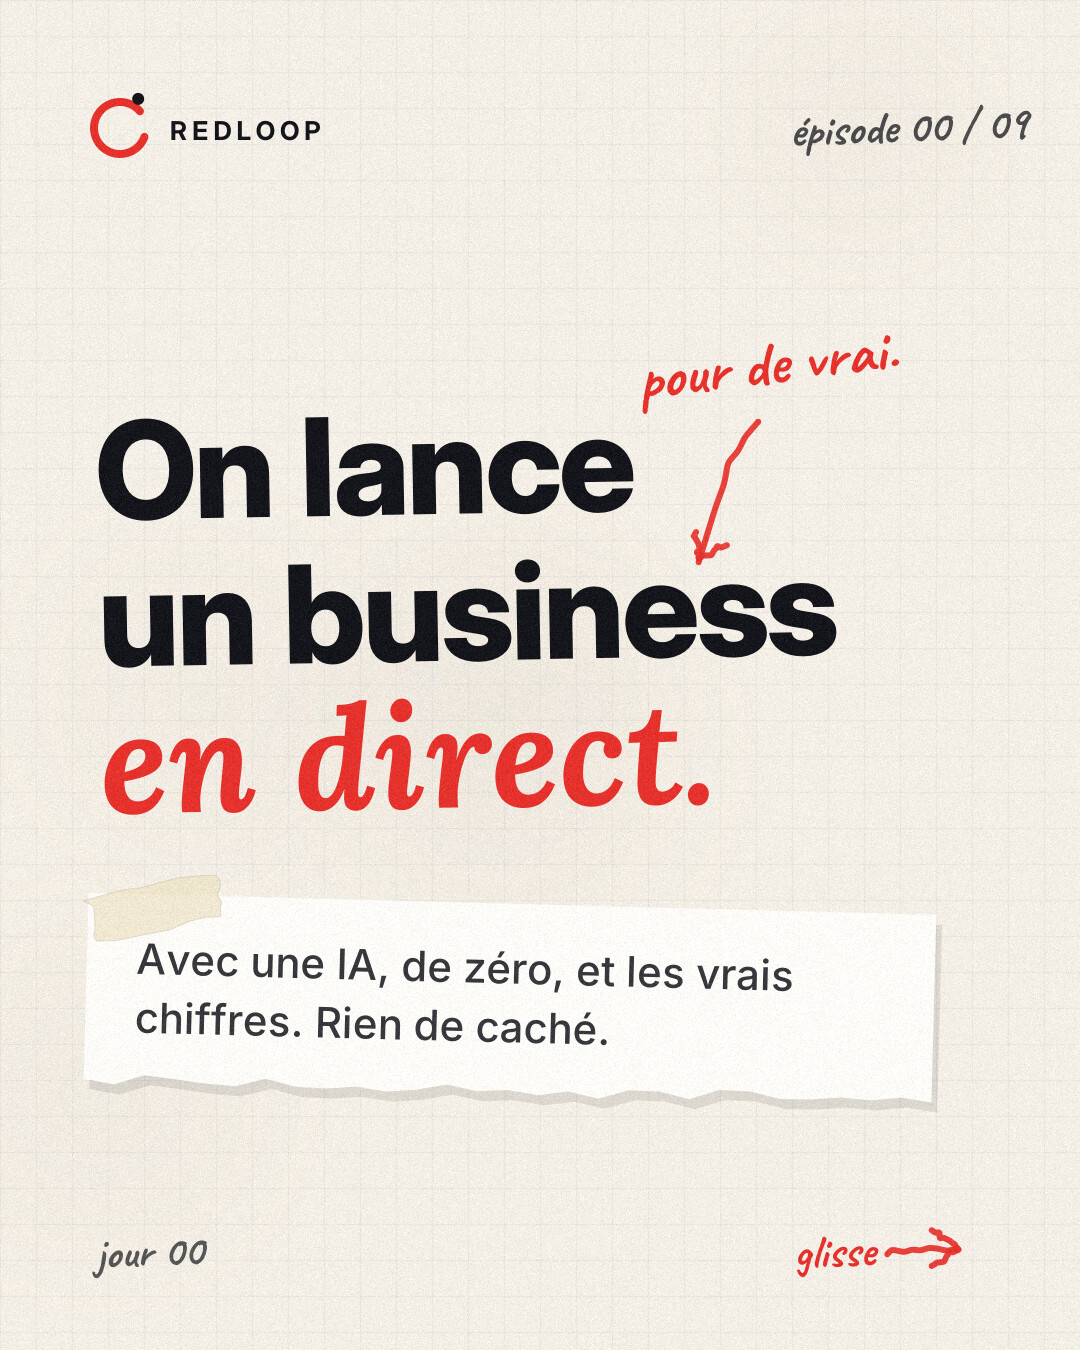 REDLOOP
épisode 00 / 09
pour de vrai.
On lance
un business
en direct.
Avec une IA, de zéro, et les vrais
chiffres. Rien de caché.
jour 00
glisse